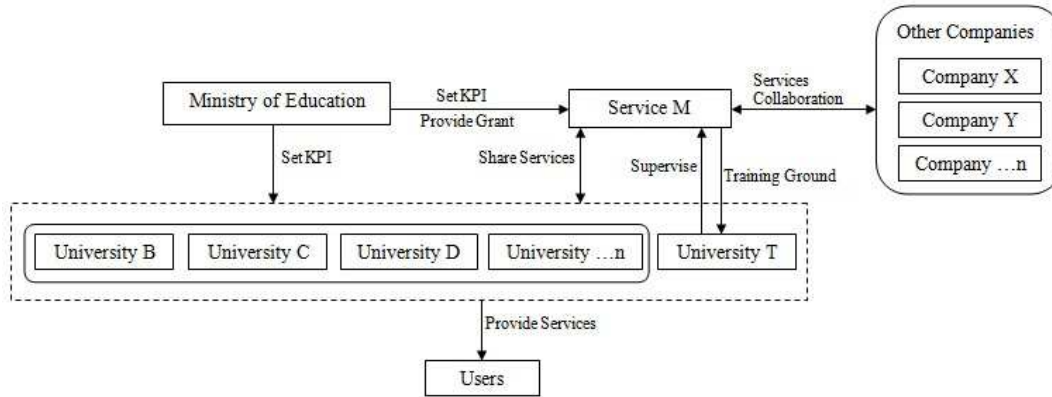 Other Companies
Company X
Company Y
Company …n
Services
Collaboration
Ministry of Education
Set KPI
Provide Grant
Service M
Set KPI
Share Services
Supervise
Training Ground
University B
University C
University D
University …n
University T
Provide Services
Users